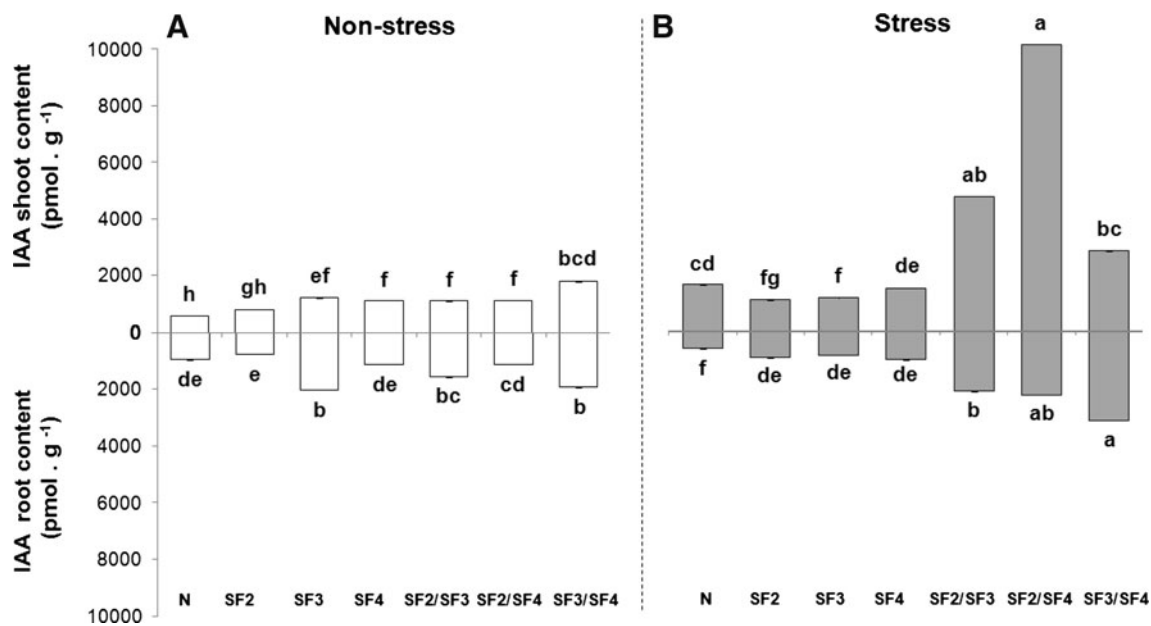 A Non-stress
B Stress
IAA shoot content
(pmol . g -1)
IAA root content
(pmol . g -1)
10000
8000
6000
4000
2000
0
2000
4000
6000
8000
10000
h gh ef f f f bcd
de e b de bc cd b
cd fg f de ab a bc
f de de de b ab a
N SF2 SF3 SF4 SF2/SF3 SF2/SF4 SF3/SF4
N SF2 SF3 SF4 SF2/SF3 SF2/SF4 SF3/SF4